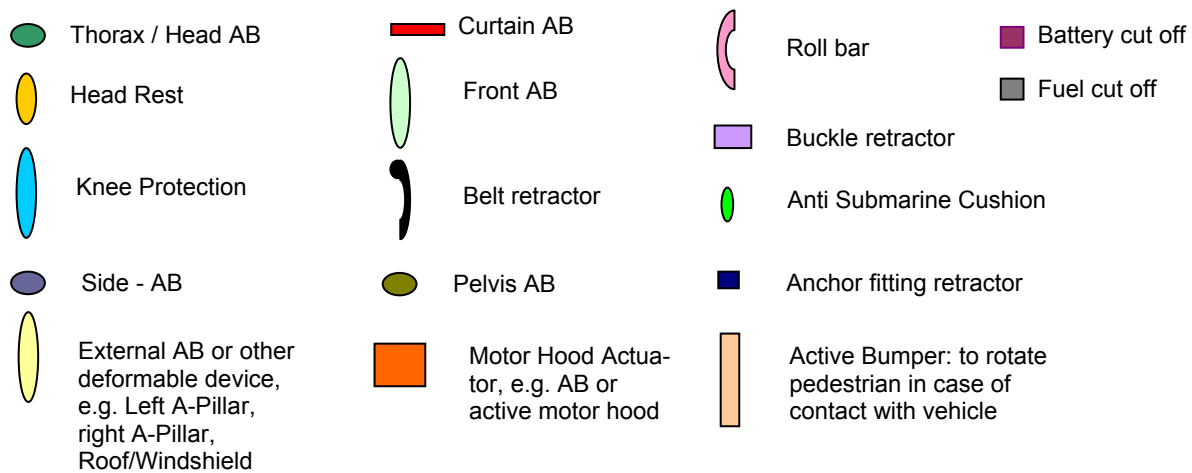 Thorax / Head AB
Head Rest
Knee Protection
Side - AB
External AB or other
deformable device,
e.g. Left A-Pillar,
right A-Pillar,
Roof/Windshield
Curtain AB
Front AB
Belt retractor
Pelvis AB
Motor Hood Actua-
tor, e.g. AB or
active motor hood
Roll bar
Buckle retractor
Anti Submarine Cushion
Anchor fitting retractor
Active Bumper: to rotate
pedestrian in case of
contact with vehicle
Battery cut off
Fuel cut off